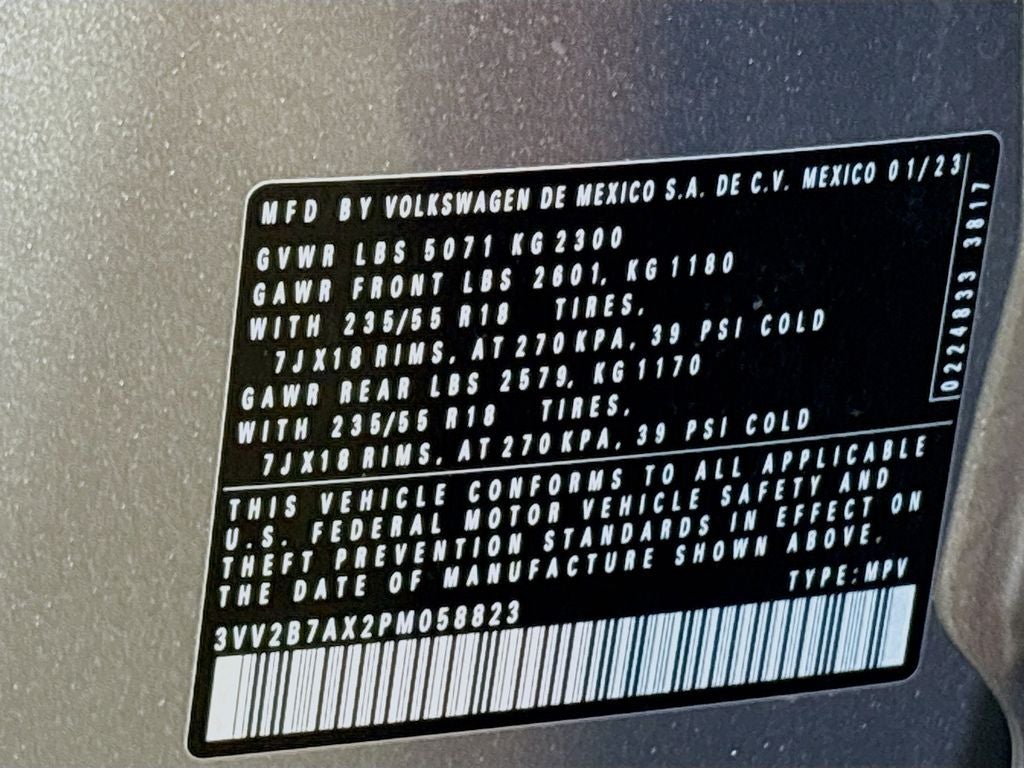 MFD BY VOLKSWAGEN DE MEXICO S.A. DE C.V. MEXICO 01/23
GVWR LBS 5071 KG 2300
GAWR FRONT LBS 2601, KG 1180
WITH 235/55 R18 TIRES,
7JX18 RIMS, AT 270 KPA, 39 PSI COLD
GAWR REAR LBS 2579, KG 1170
WITH 235/55 R18 TIRES,
7JX18 RIMS, AT 270 KPA, 39 PSI COLD
0224833 3817
THIS VEHICLE CONFORMS TO ALL APPLICABLE
U.S. FEDERAL MOTOR VEHICLE SAFETY AND
THEFT PREVENTION STANDARDS IN EFFECT ON
THE DATE OF MANUFACTURE SHOWN ABOVE.
TYPE: MPV
3VV2B7AX2PM058823